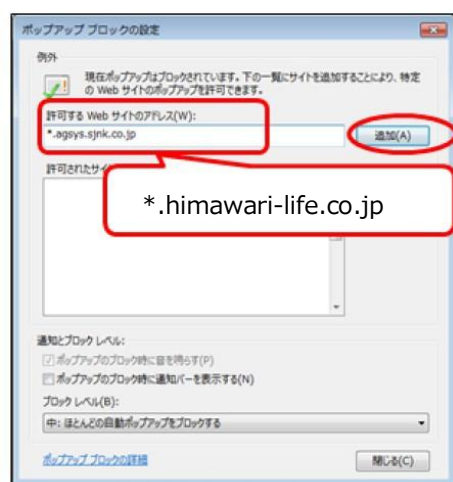 ポップアップ ブロックの設定
例外
現在ポップアップはブロックされています。下の一覧にサイトを追加することにより、特定
の Web サイトのポップアップを許可できます。
許可する Web サイトのアドレス(W):
*.agsys.sjnk.co.jp
追加(A)
許可されたサイ
*.himawari-life.co.jp
通知とブロック レベル:
ポップアップのブロック時に音を鳴らす(P)
ポップアップのブロック時に通知バーを表示する(N)
ブロック レベル(B):
中: ほとんどの自動ポップアップをブロックする
ポップアップ ブロックの詳細
閉じる(C)